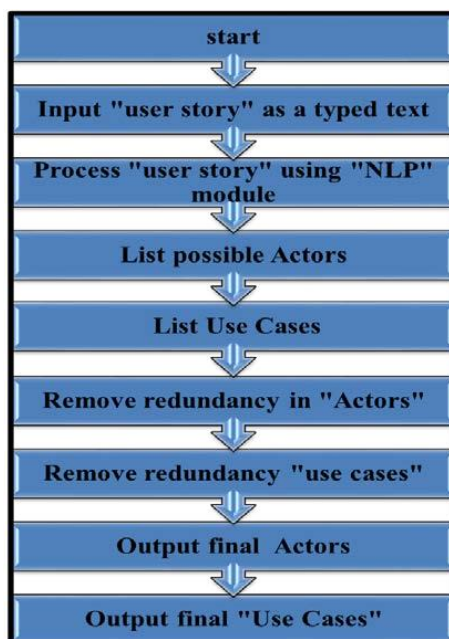 start
Input "user story" as a typed text
Process "user story" using "NLP"
module
List possible Actors
List Use Cases
Remove redundancy in "Actors"
Remove redundancy "use cases"
Output final Actors
Output final "Use Cases"